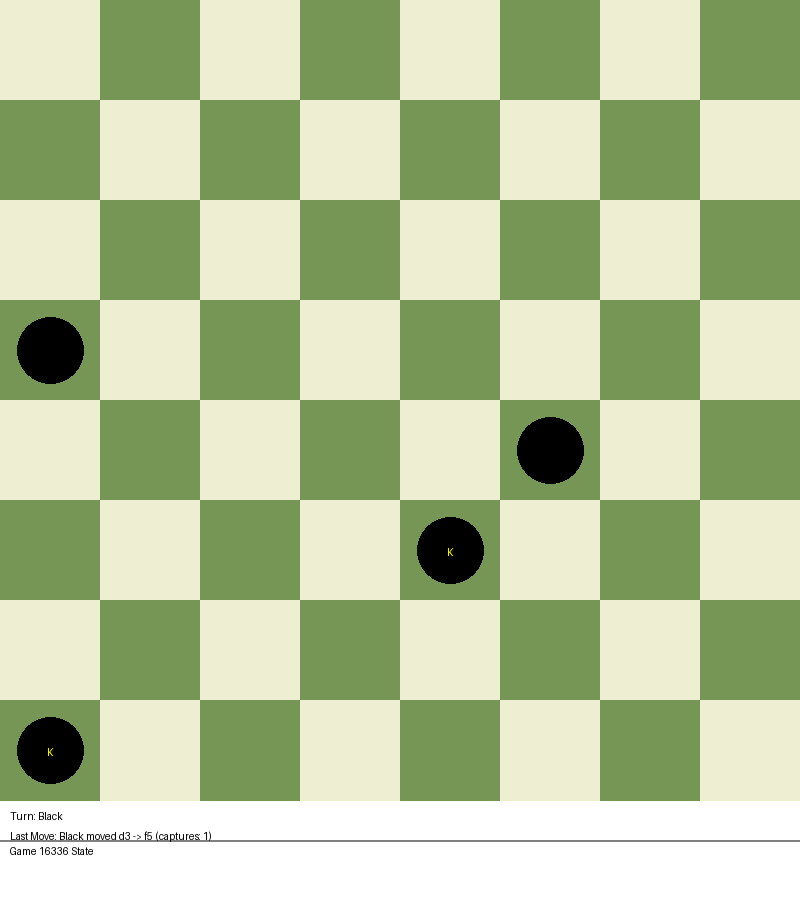 K
K
Turn: Black
Last Move: Black moved d3 -> f5 (captures: 1)
Game 16336 State